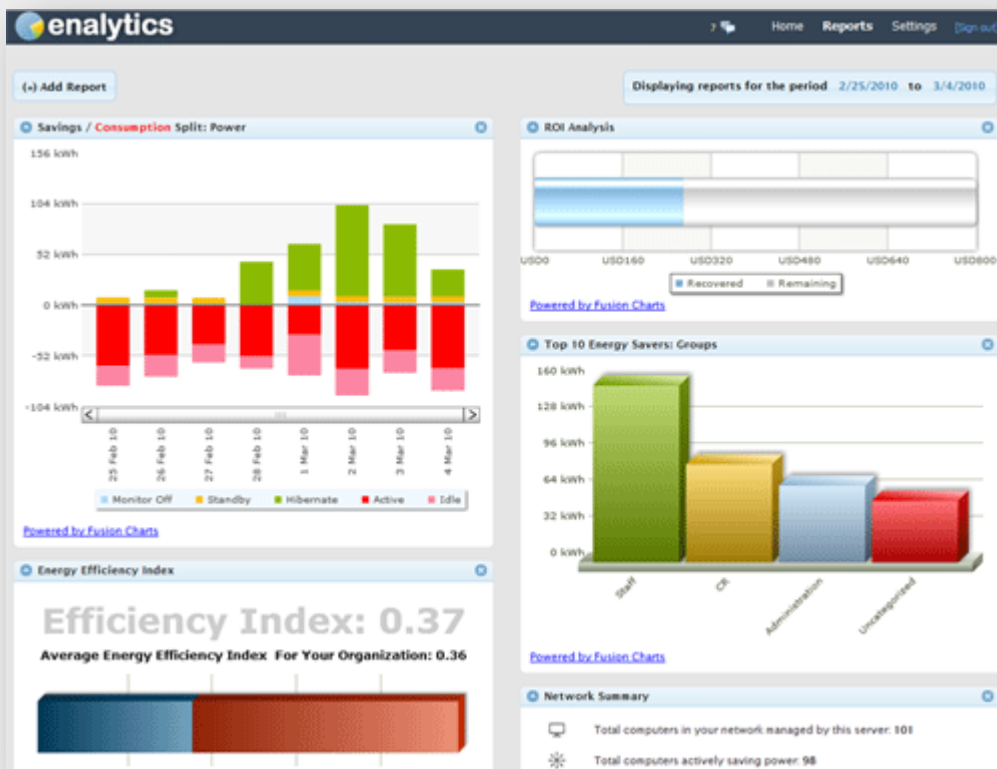 enalytics
7 Home Reports Settings [Sign out]
(+) Add Report
Displaying reports for the period 2/25/2010 to 3/4/2010
Savings / Consumption Split: Power
156 kWh
104 kWh
52 kWh
0 kWh
-52 kWh
-104 kWh
25 Feb 10
26 Feb 10
27 Feb 10
28 Feb 10
1 Mar 10
2 Mar 10
3 Mar 10
4 Mar 10
Monitor Off Standby Hibernate Active Idle
Powered by Fusion Charts
Energy Efficiency Index
Efficiency Index: 0.37
Average Energy Efficiency Index For Your Organization: 0.36
ROI Analysis
USD0 USD160 USD320 USD480 USD640 USD800
Recovered Remaining
Powered by Fusion Charts
Top 10 Energy Savers: Groups
160 kWh
128 kWh
96 kWh
64 kWh
32 kWh
0 kWh
Staff
CR
Administration
Uncategorized
Powered by Fusion Charts
Network Summary
Total computers in your network managed by this server: 101
Total computers actively saving power: 98